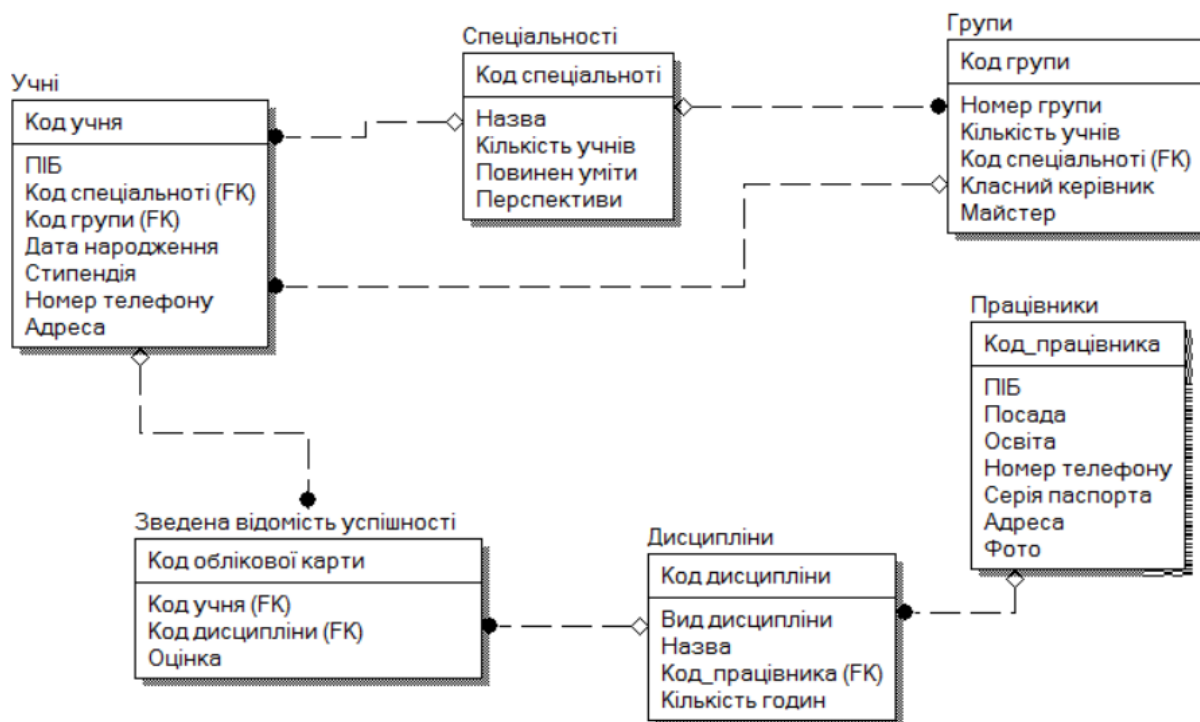 Учні
Код учня
ПІБ
Код спеціальноті (FK)
Код групи (FK)
Дата народження
Стипендія
Номер телефону
Адреса
Спеціальності
Код спеціальноті
Назва
Кількість учнів
Повинен уміти
Перспективи
Групи
Код групи
Номер групи
Кількість учнів
Код спеціальноті (FK)
Класний керівник
Майстер
Працівники
Код_працівника
ПІБ
Посада
Освіта
Номер телефону
Серія паспорта
Адреса
Фото
Зведена відомість успішності
Код облікової карти
Код учня (FK)
Код дисципліни (FK)
Оцінка
Дисципліни
Код дисципліни
Вид дисципліни
Назва
Код_працівника (FK)
Кількість годин